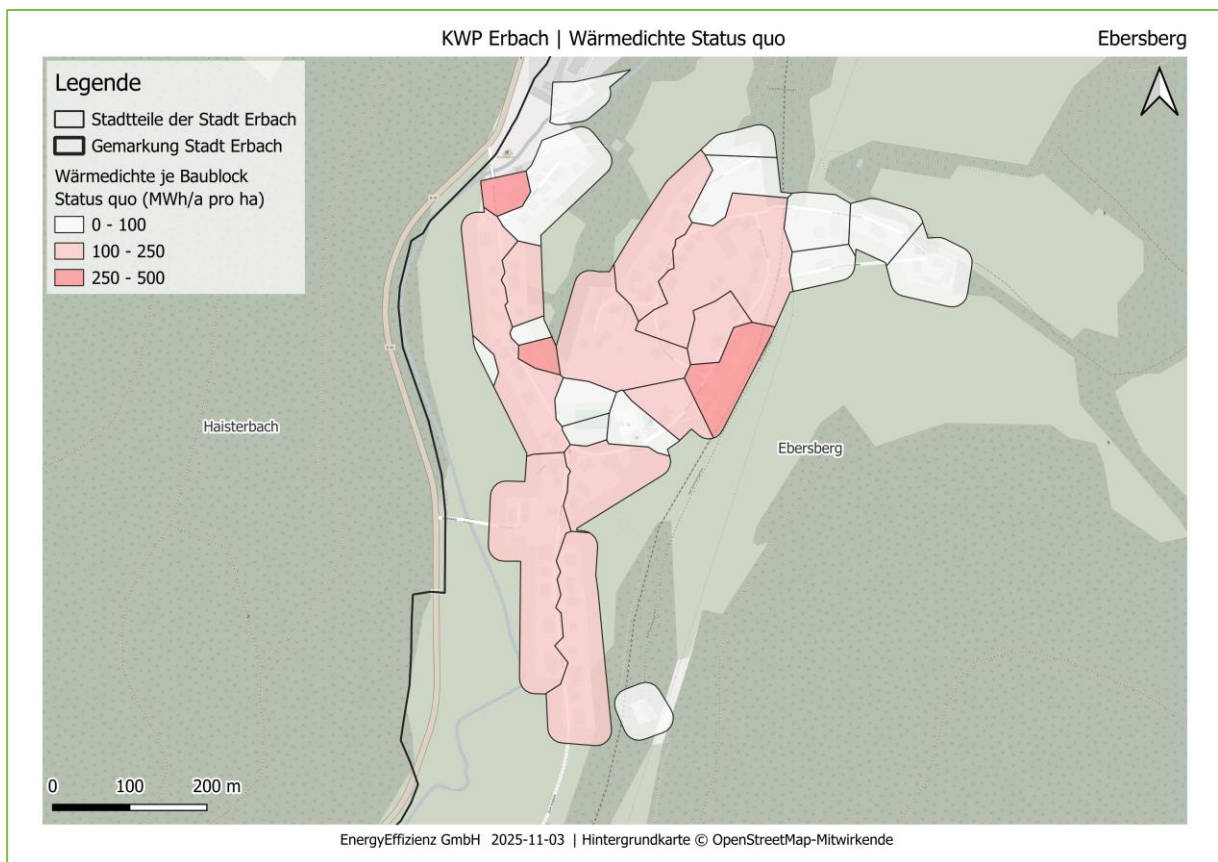 KWP Erbach | Wärmedichte Status quo
Ebersberg
Legende
Stadtteile der Stadt Erbach
Gemarkung Stadt Erbach
Wärmedichte je Baublock
Status quo (MWh/a pro ha)
0 - 100
100 - 250
250 - 500
Haisterbach
Ebersberg
0 100 200 m
EnergyEffizienz GmbH 2025-11-03 | Hintergrundkarte © OpenStreetMap-Mitwirkende